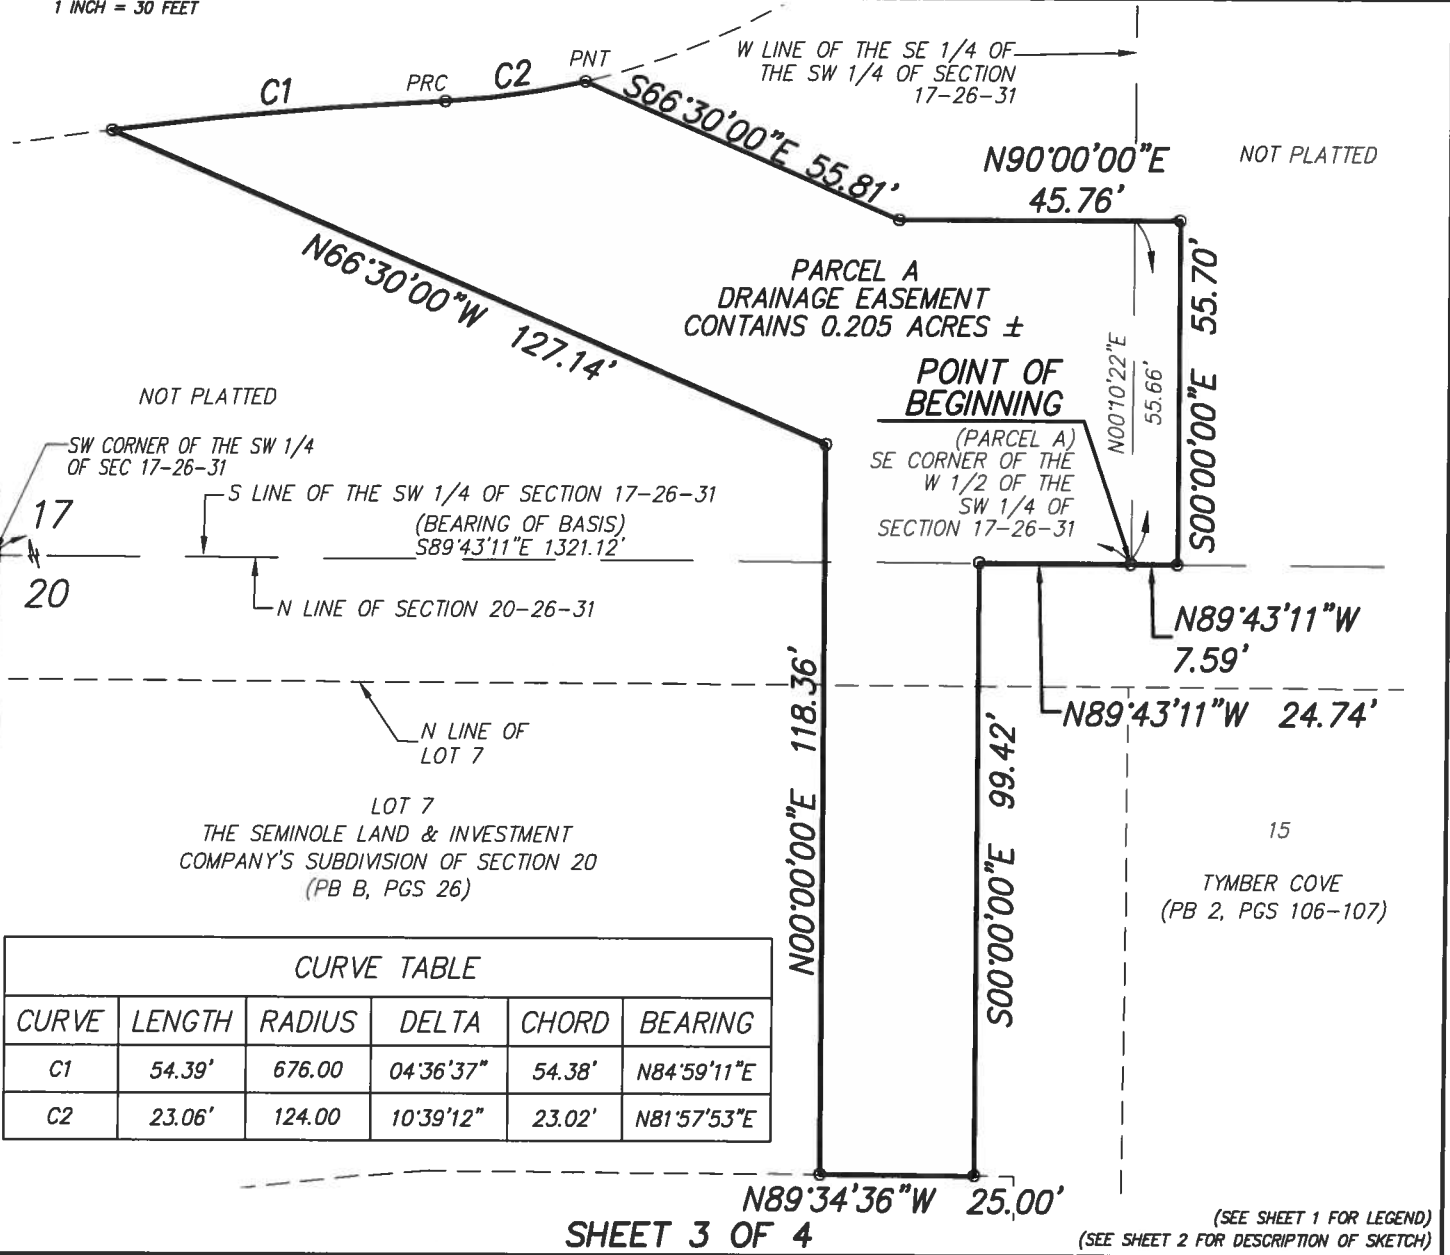 1 INCH = 30 FEET
C1
PRC
C2
PNT
W LINE OF THE SE 1/4 OF
THE SW 1/4 OF SECTION
17-26-31
S66°30'00"E 55.81'
N90°00'00"E
45.76'
NOT PLATTED
N66°30'00"W 127.14'
PARCEL A
DRAINAGE EASEMENT
CONTAINS 0.205 ACRES ±
S00°00'00"E 55.70'
N00°10'22"E
55.66'
POINT OF
BEGINNING
(PARCEL A)
SE CORNER OF THE
W 1/2 OF THE
SW 1/4 OF
SECTION 17-26-31
NOT PLATTED
SW CORNER OF THE SW 1/4
OF SEC 17-26-31
17
20
S LINE OF THE SW 1/4 OF SECTION 17-26-31
(BEARING OF BASIS)
S89°43'11"E 1321.12'
N LINE OF SECTION 20-26-31
N89°43'11"W
7.59'
N89°43'11"W 24.74'
N00°00'00"E 118.36'
S00°00'00"E 99.42'
N LINE OF
LOT 7
LOT 7
THE SEMINOLE LAND & INVESTMENT
COMPANY'S SUBDIVISION OF SECTION 20
(PB B, PGS 26)
15
TYMBER COVE
(PB 2, PGS 106-107)
CURVE TABLE
CURVE LENGTH RADIUS DELTA CHORD BEARING
C1 54.39' 676.00 04°36'37" 54.38' N84°59'11"E
C2 23.06' 124.00 10°39'12" 23.02' N81°57'53"E
N89°34'36"W 25.00'
SHEET 3 OF 4
(SEE SHEET 1 FOR LEGEND)
(SEE SHEET 2 FOR DESCRIPTION OF SKETCH)